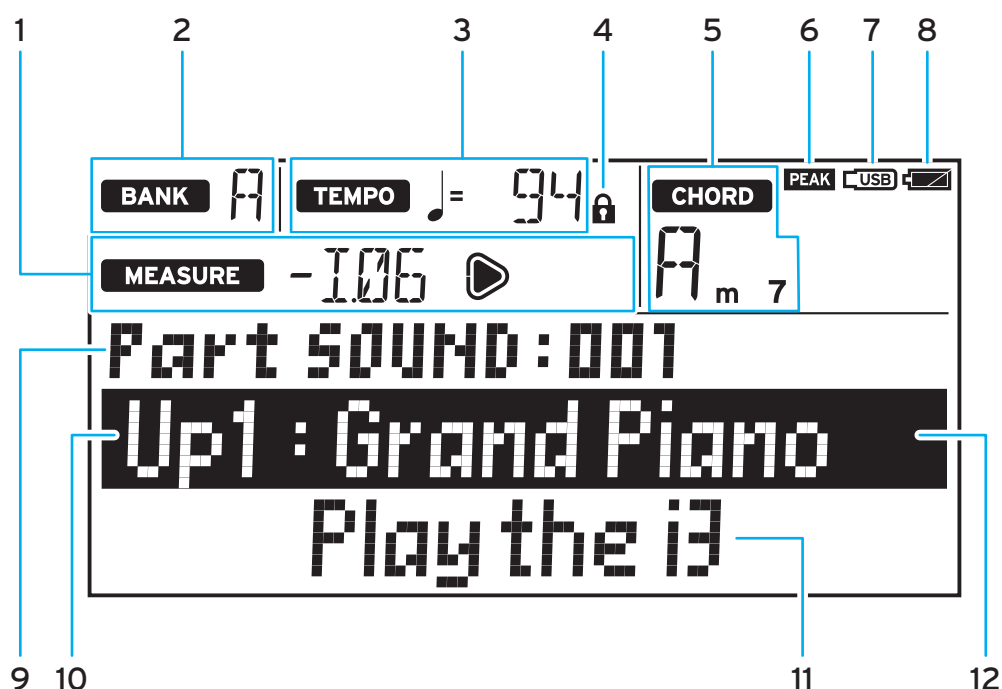 1 2 3 4 5 6 7 8
BANK A TEMPO ♩= 94 CHORD PEAK USB
MEASURE -1.06 Am 7
Part SOUND:001
Up1 : Grand Piano
Play the i3
9 10 11 12